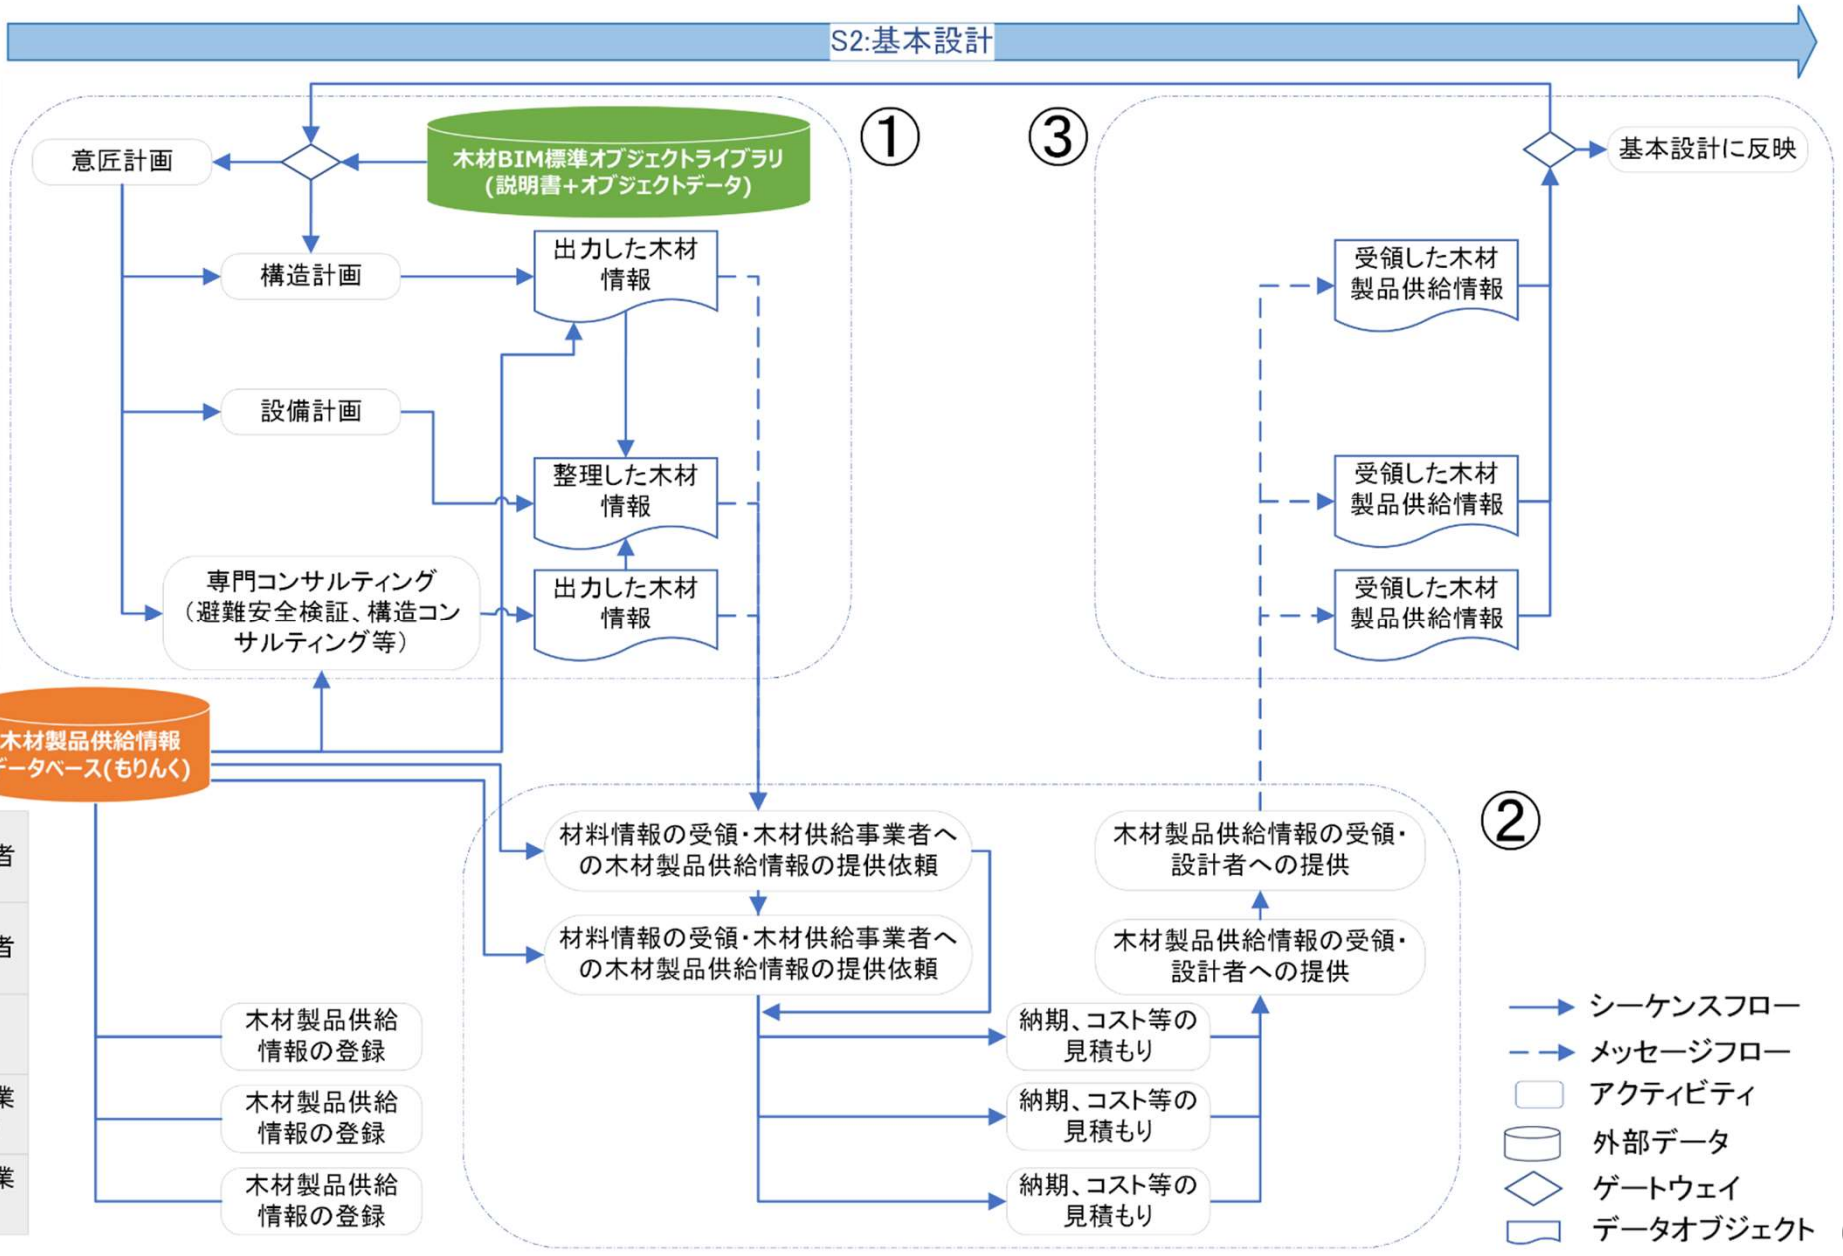 S2:基本設計
①
③
意匠計画
木材BIM標準オブジェクトライブラリ
(説明書+オブジェクトデータ)
基本設計に反映
構造計画
出力した木材
情報
受領した木材
製品供給情報
設備計画
整理した木材
情報
受領した木材
製品供給情報
専門コンサルティング
（避難安全検証、構造コン
サルティング等）
出力した木材
情報
受領した木材
製品供給情報
木材製品供給情報
データベース(もりんく)
②
材料情報の受領・木材供給事業者へ
の木材製品供給情報の提供依頼
木材製品供給情報の受領・
設計者への提供
者
材料情報の受領・木材供給事業者へ
の木材製品供給情報の提供依頼
木材製品供給情報の受領・
設計者への提供
者
木材製品供給
情報の登録
納期、コスト等の
見積もり
木材製品供給
情報の登録
納期、コスト等の
見積もり
業
木材製品供給
情報の登録
納期、コスト等の
見積もり
業
シーケンスフロー
メッセージフロー
アクティビティ
外部データ
ゲートウェイ
データオブジェクト